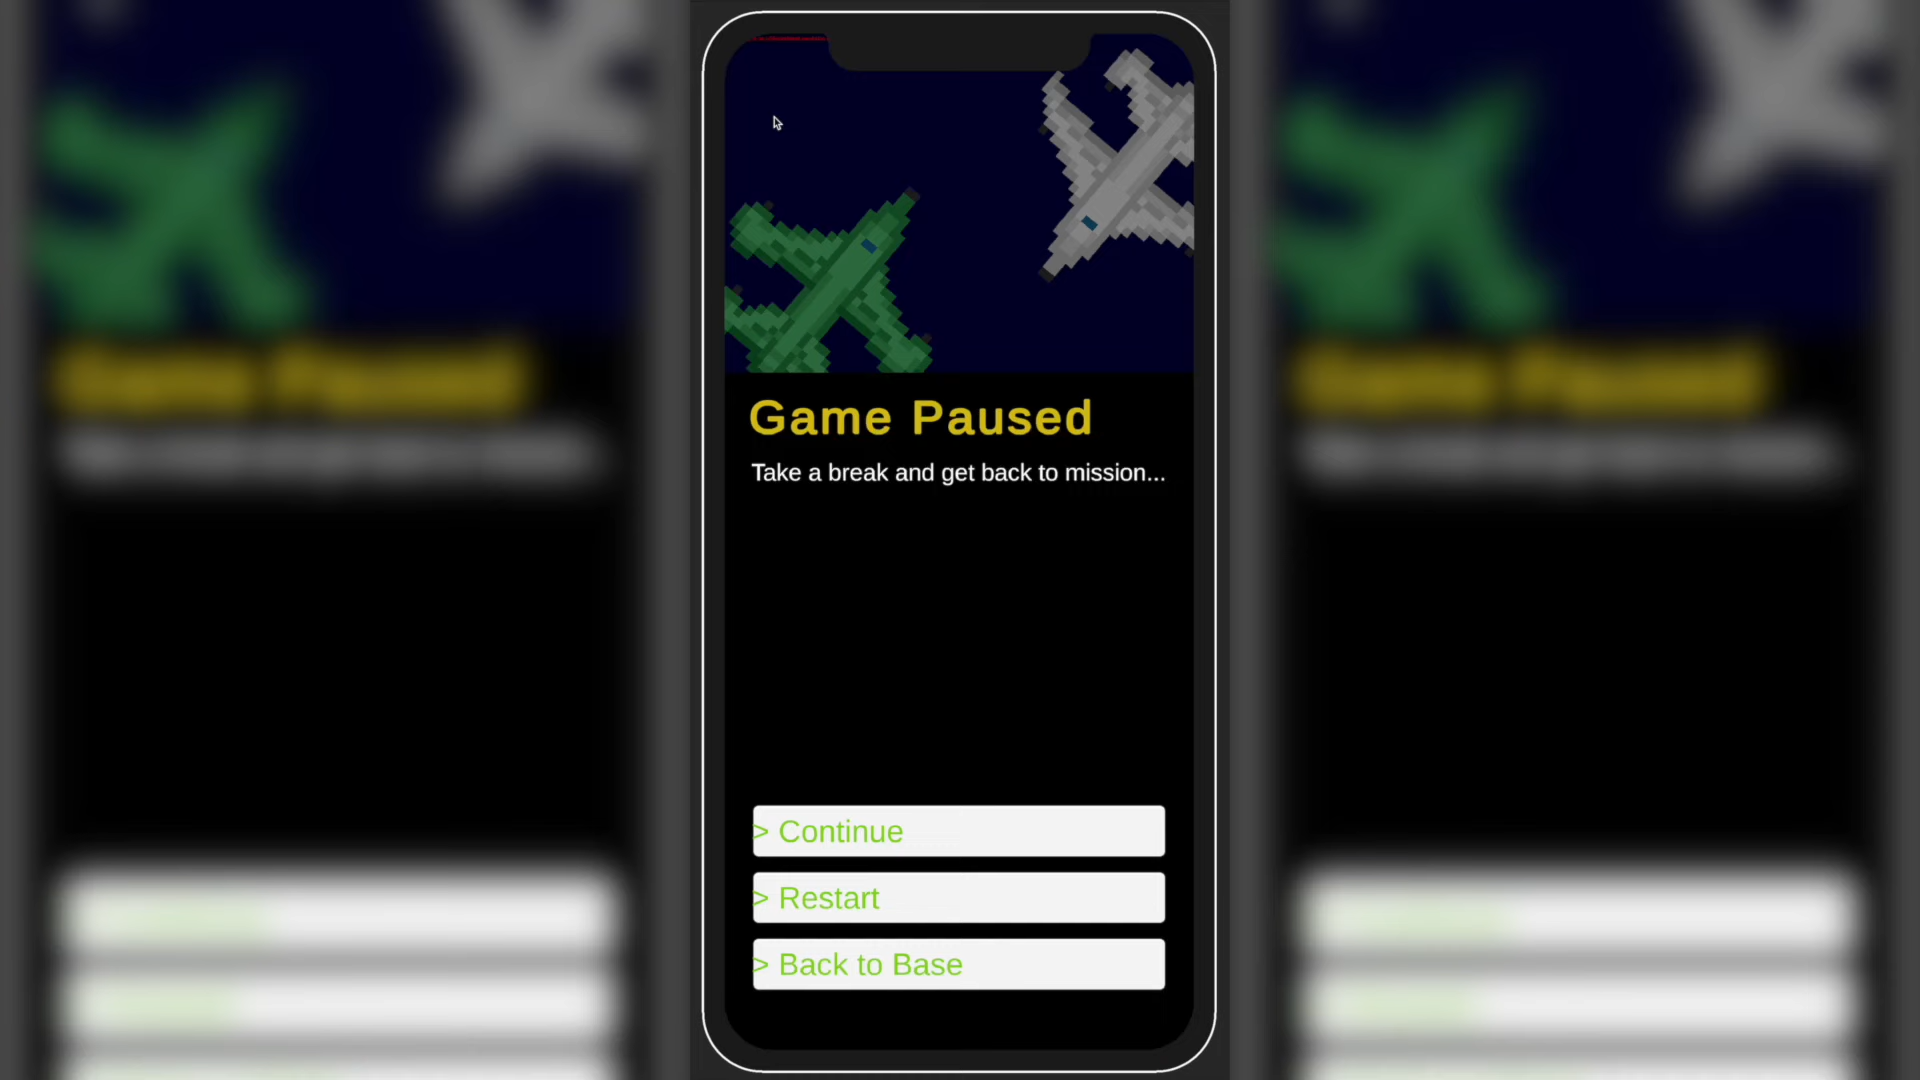 Game Paused
Take a break and get back to mission...
> Continue
> Restart
> Back to Base